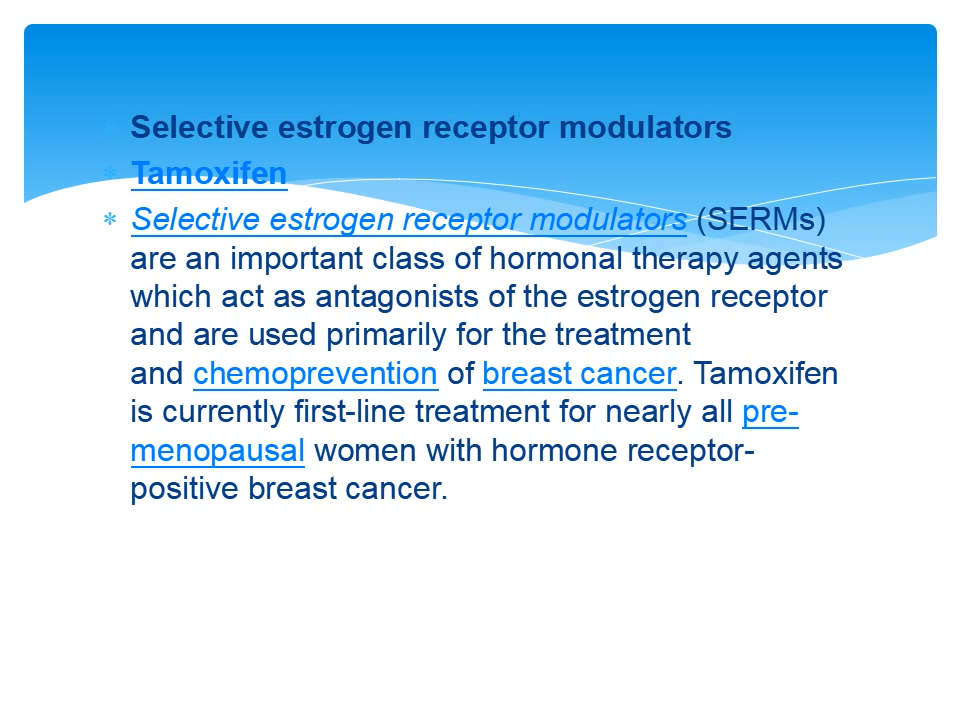 Selective estrogen receptor modulators
* Tamoxifen
* Selective estrogen receptor modulators (SERMs)
are an important class of hormonal therapy agents
which act as antagonists of the estrogen receptor
and are used primarily for the treatment
and chemoprevention of breast cancer. Tamoxifen
is currently first-line treatment for nearly all pre-
menopausal women with hormone receptor-
positive breast cancer.